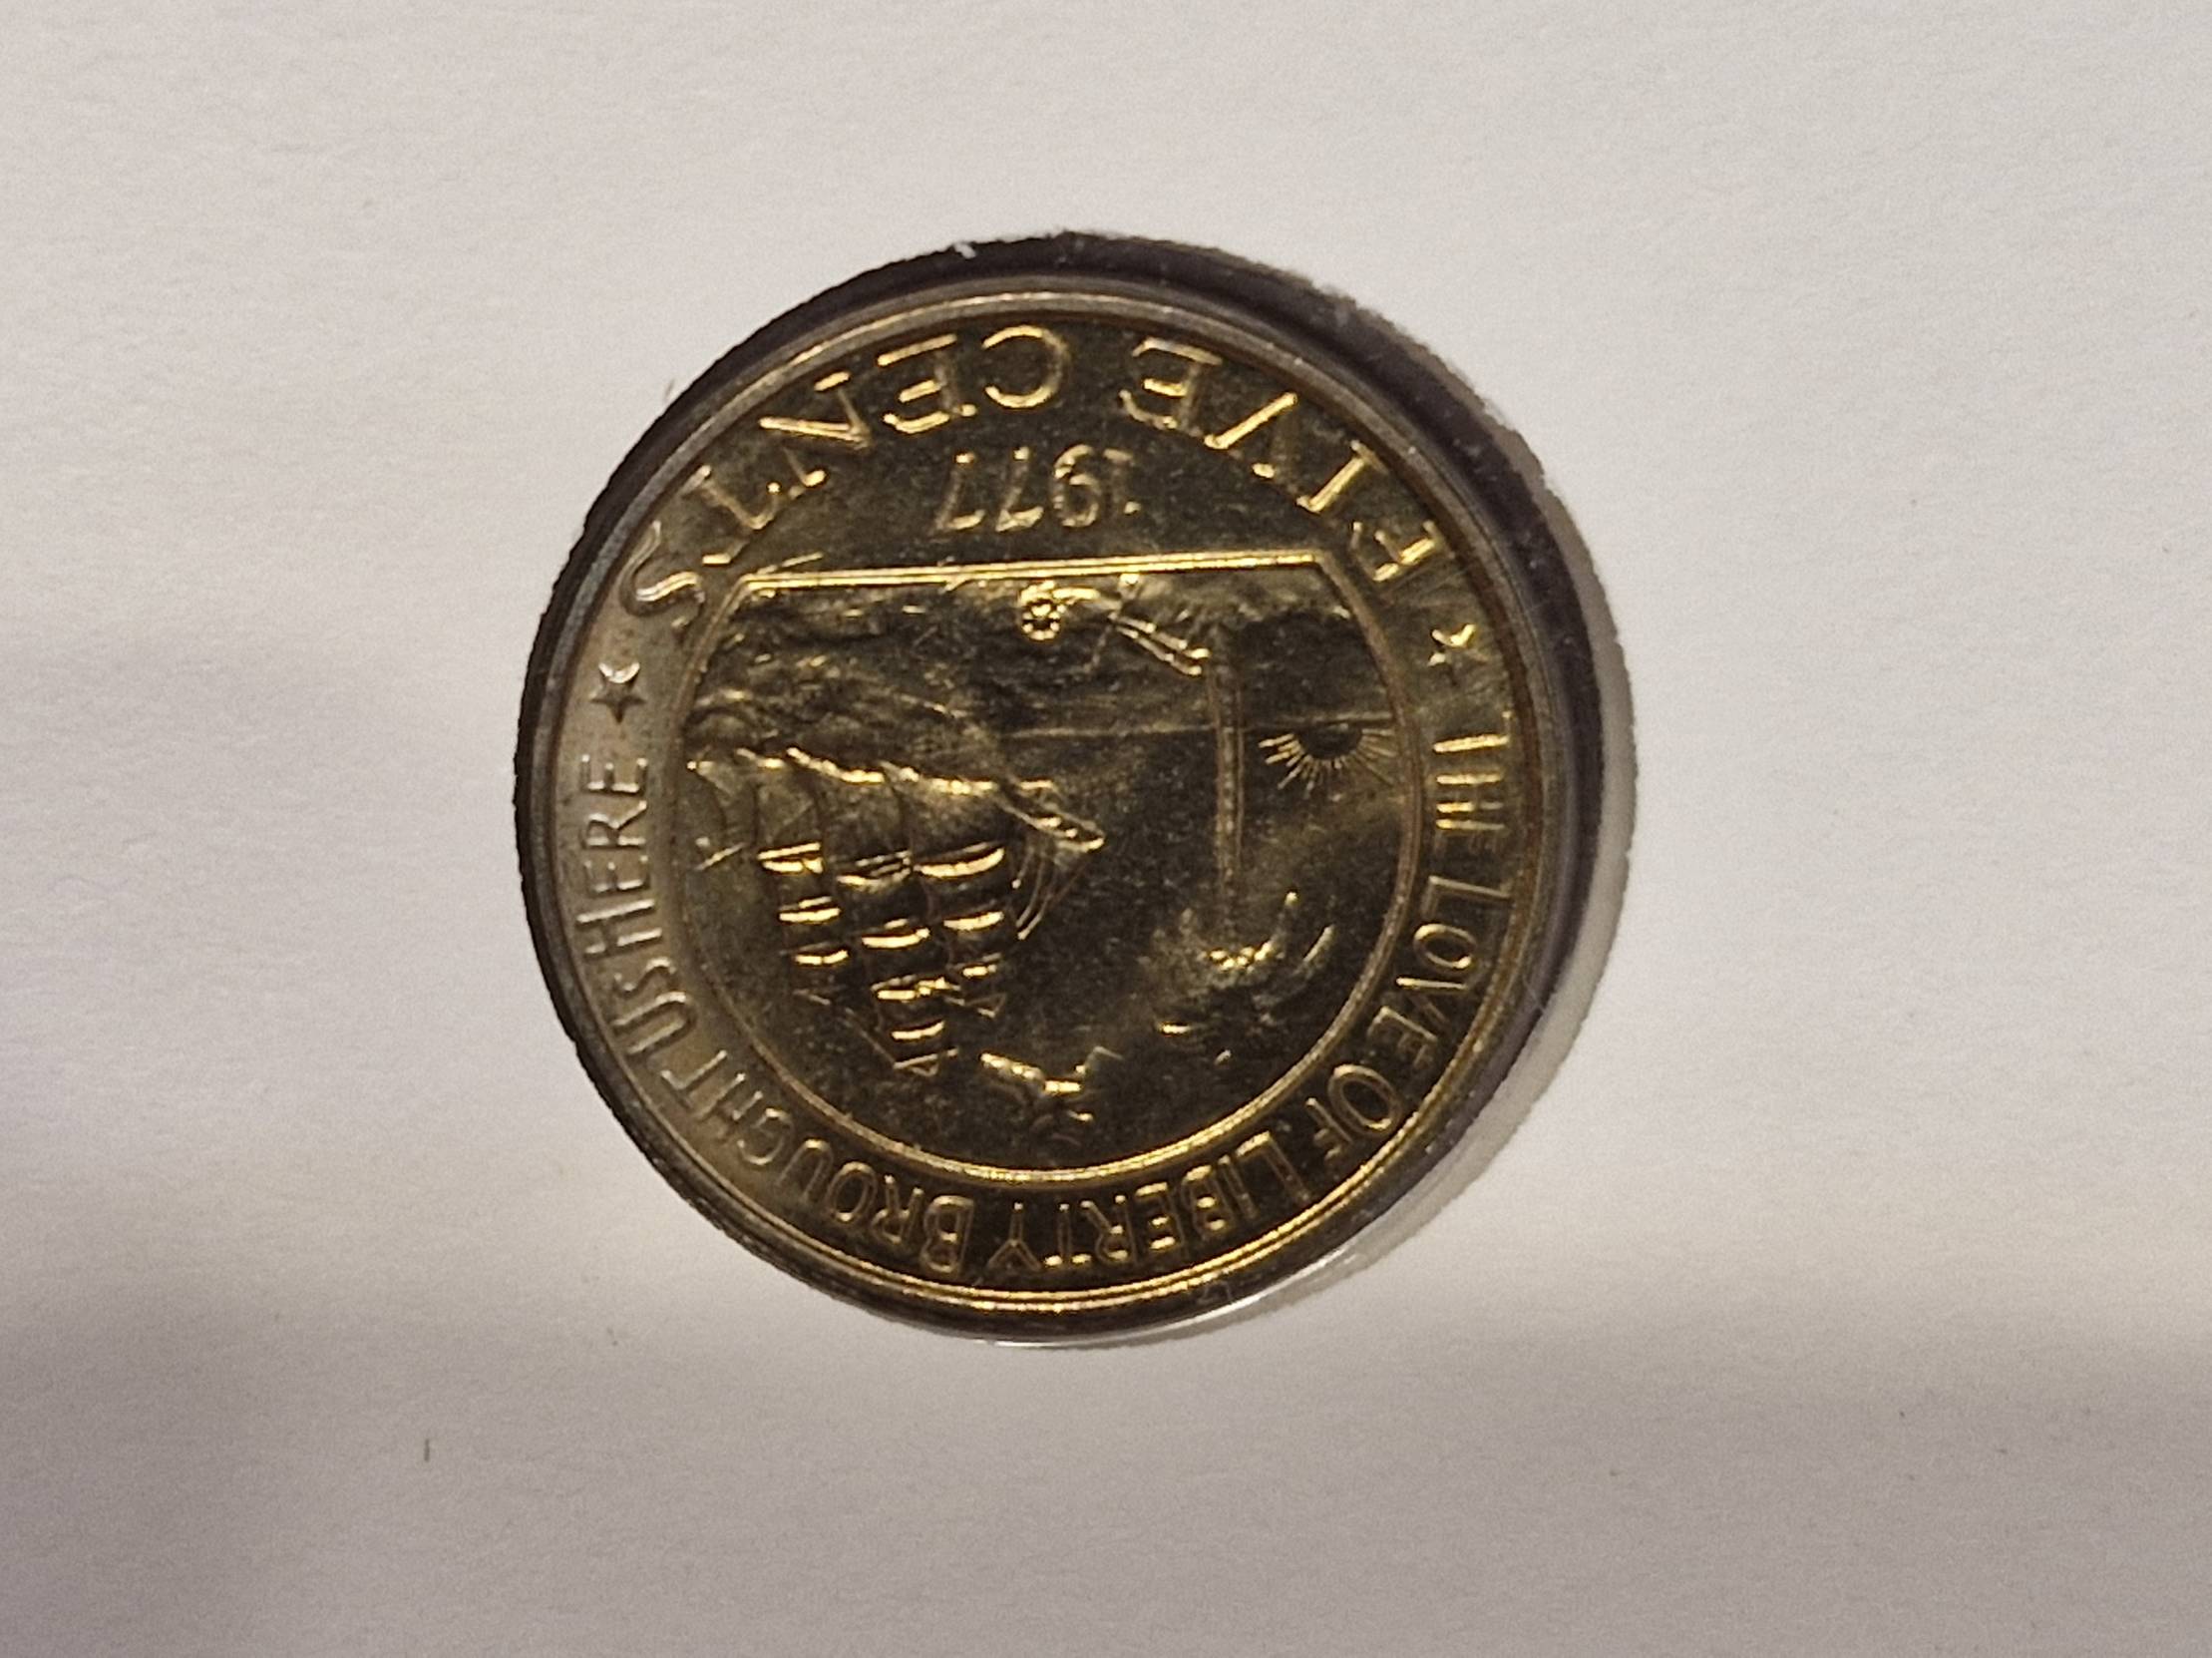 ★ THE LOVE OF LIBERTY BROUGHT US HERE ★
1977
FIVE CENTS